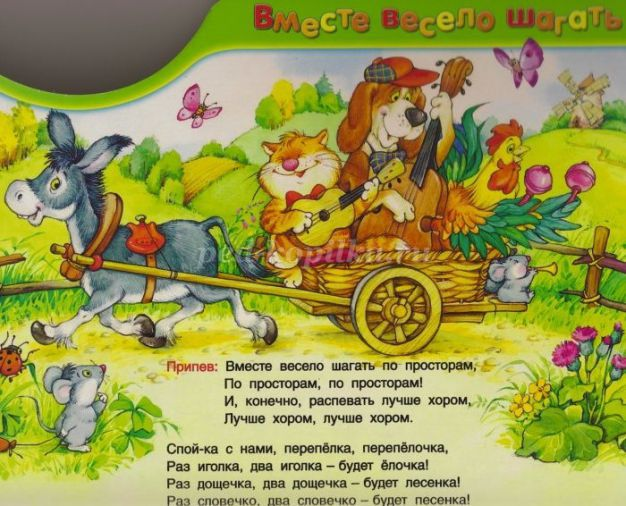 Вместе весело шагать
Припев: Вместе весело шагать по просторам,
По просторам, по просторам!
И, конечно, распевать лучше хором,
Лучше хором, лучше хором.
Спой-ка с нами, перепёлка, перепёлочка,
Раз иголка, два иголка – будет ёлочка!
Раз дощечка, два дощечка – будет лесенка!
Раз словечко, два словечко – будет песенка!